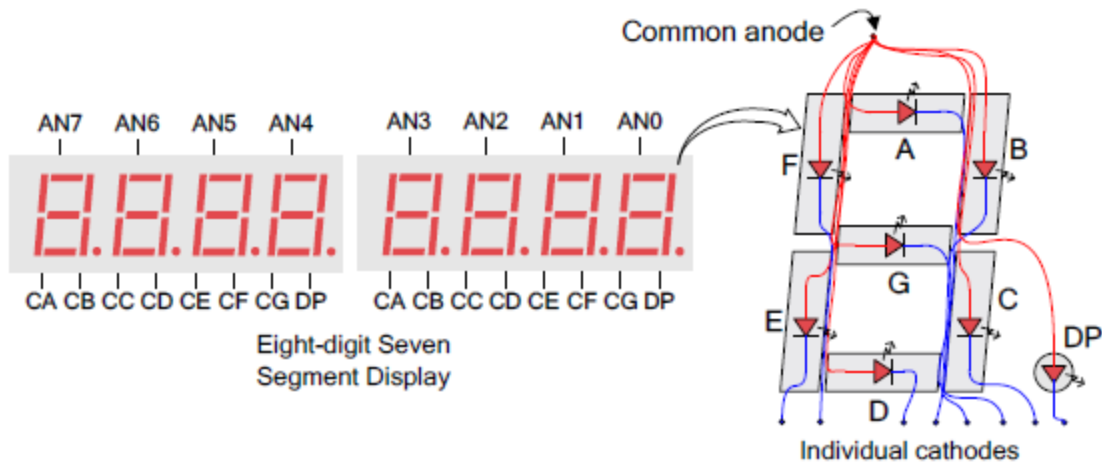 Common anode
AN7 AN6 AN5 AN4 AN3 AN2 AN1 AN0
F A B
G
E C DP
D
CA CB CC CD CE CF CG DP CA CB CC CD CE CF CG DP
Eight-digit Seven
Segment Display
Individual cathodes